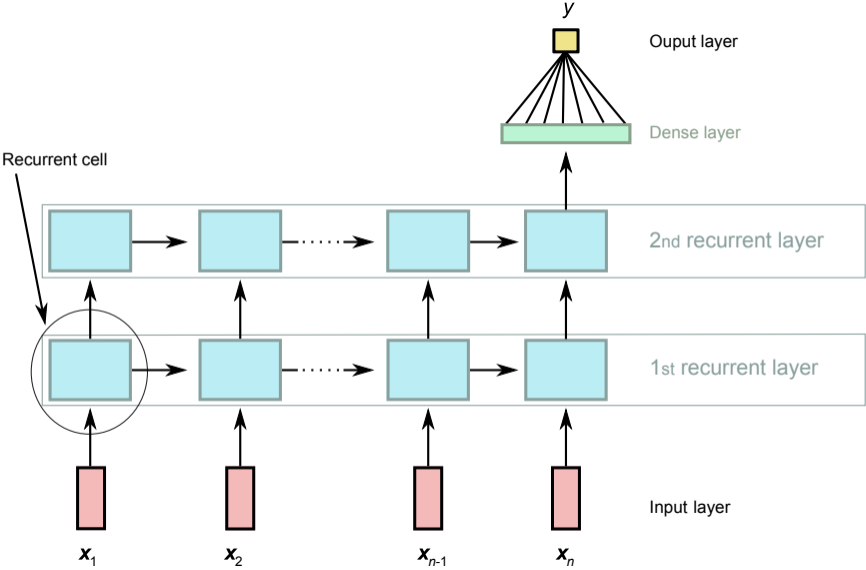 y
Ouput layer
Dense layer
Recurrent cell
2nd recurrent layer
1st recurrent layer
Input layer
x1 x2 xn-1 xn